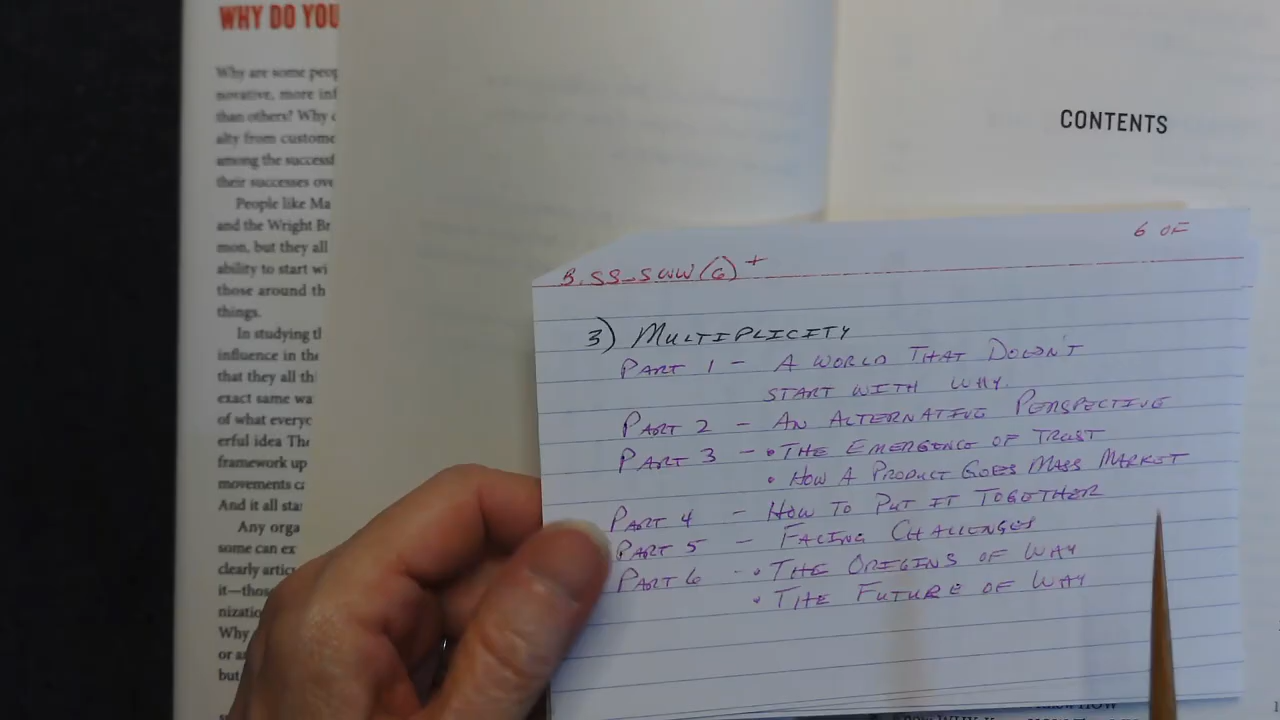 WHY DO YOU
Why are some peop
novative, more inf
than others? Why c
alty from custome
among the successf
their successes ove
People like Ma
and the Wright Br
mon, but they all
ability to start wi
those around th
things.
In studying tl
influence in the
that they all th
exact same wa
of what everyc
erful idea The
framework up
movements ca
And it all star
Any orga
some can ex
clearly artic
it—thos
nizatio
Why
or a
but
CONTENTS
6 OF
B.SS_SWW(6)+
3) MULTIPLICITY
PART 1 - A WORLD THAT DOESN'T
START WITH WHY.
PART 2 - AN ALTERNATIVE PERSPECTIVE
PART 3 - • THE EMERGENCE OF TRUST
• HOW A PRODUCT GOES MASS MARKET
PART 4 - HOW TO PUT IT TOGETHER
PART 5 - FACING CHALLENGES
PART 6 - • THE ORIGINS OF WHY
• THE FUTURE OF WHY